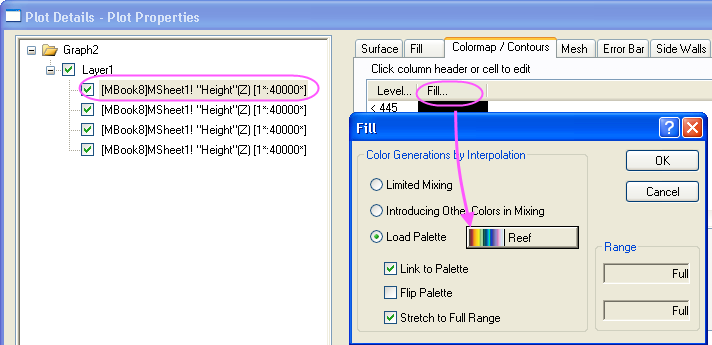 Plot Details - Plot Properties
Graph2
Layer1
[MBook8]MSheet1! "Height"(Z) [1*:40000*]
[MBook8]MSheet1! "Height"(Z) [1*:40000*]
[MBook8]MSheet1! "Height"(Z) [1*:40000*]
[MBook8]MSheet1! "Height"(Z) [1*:40000*]
Surface Fill Colormap / Contours Mesh Error Bar Side Walls
Click column header or cell to edit
Level... Fill...
< 445
Fill
Color Generations by Interpolation
Limited Mixing
Introducing Other Colors in Mixing
Load Palette Reef
Link to Palette
Flip Palette
Stretch to Full Range
OK
Cancel
Range
Full
Full